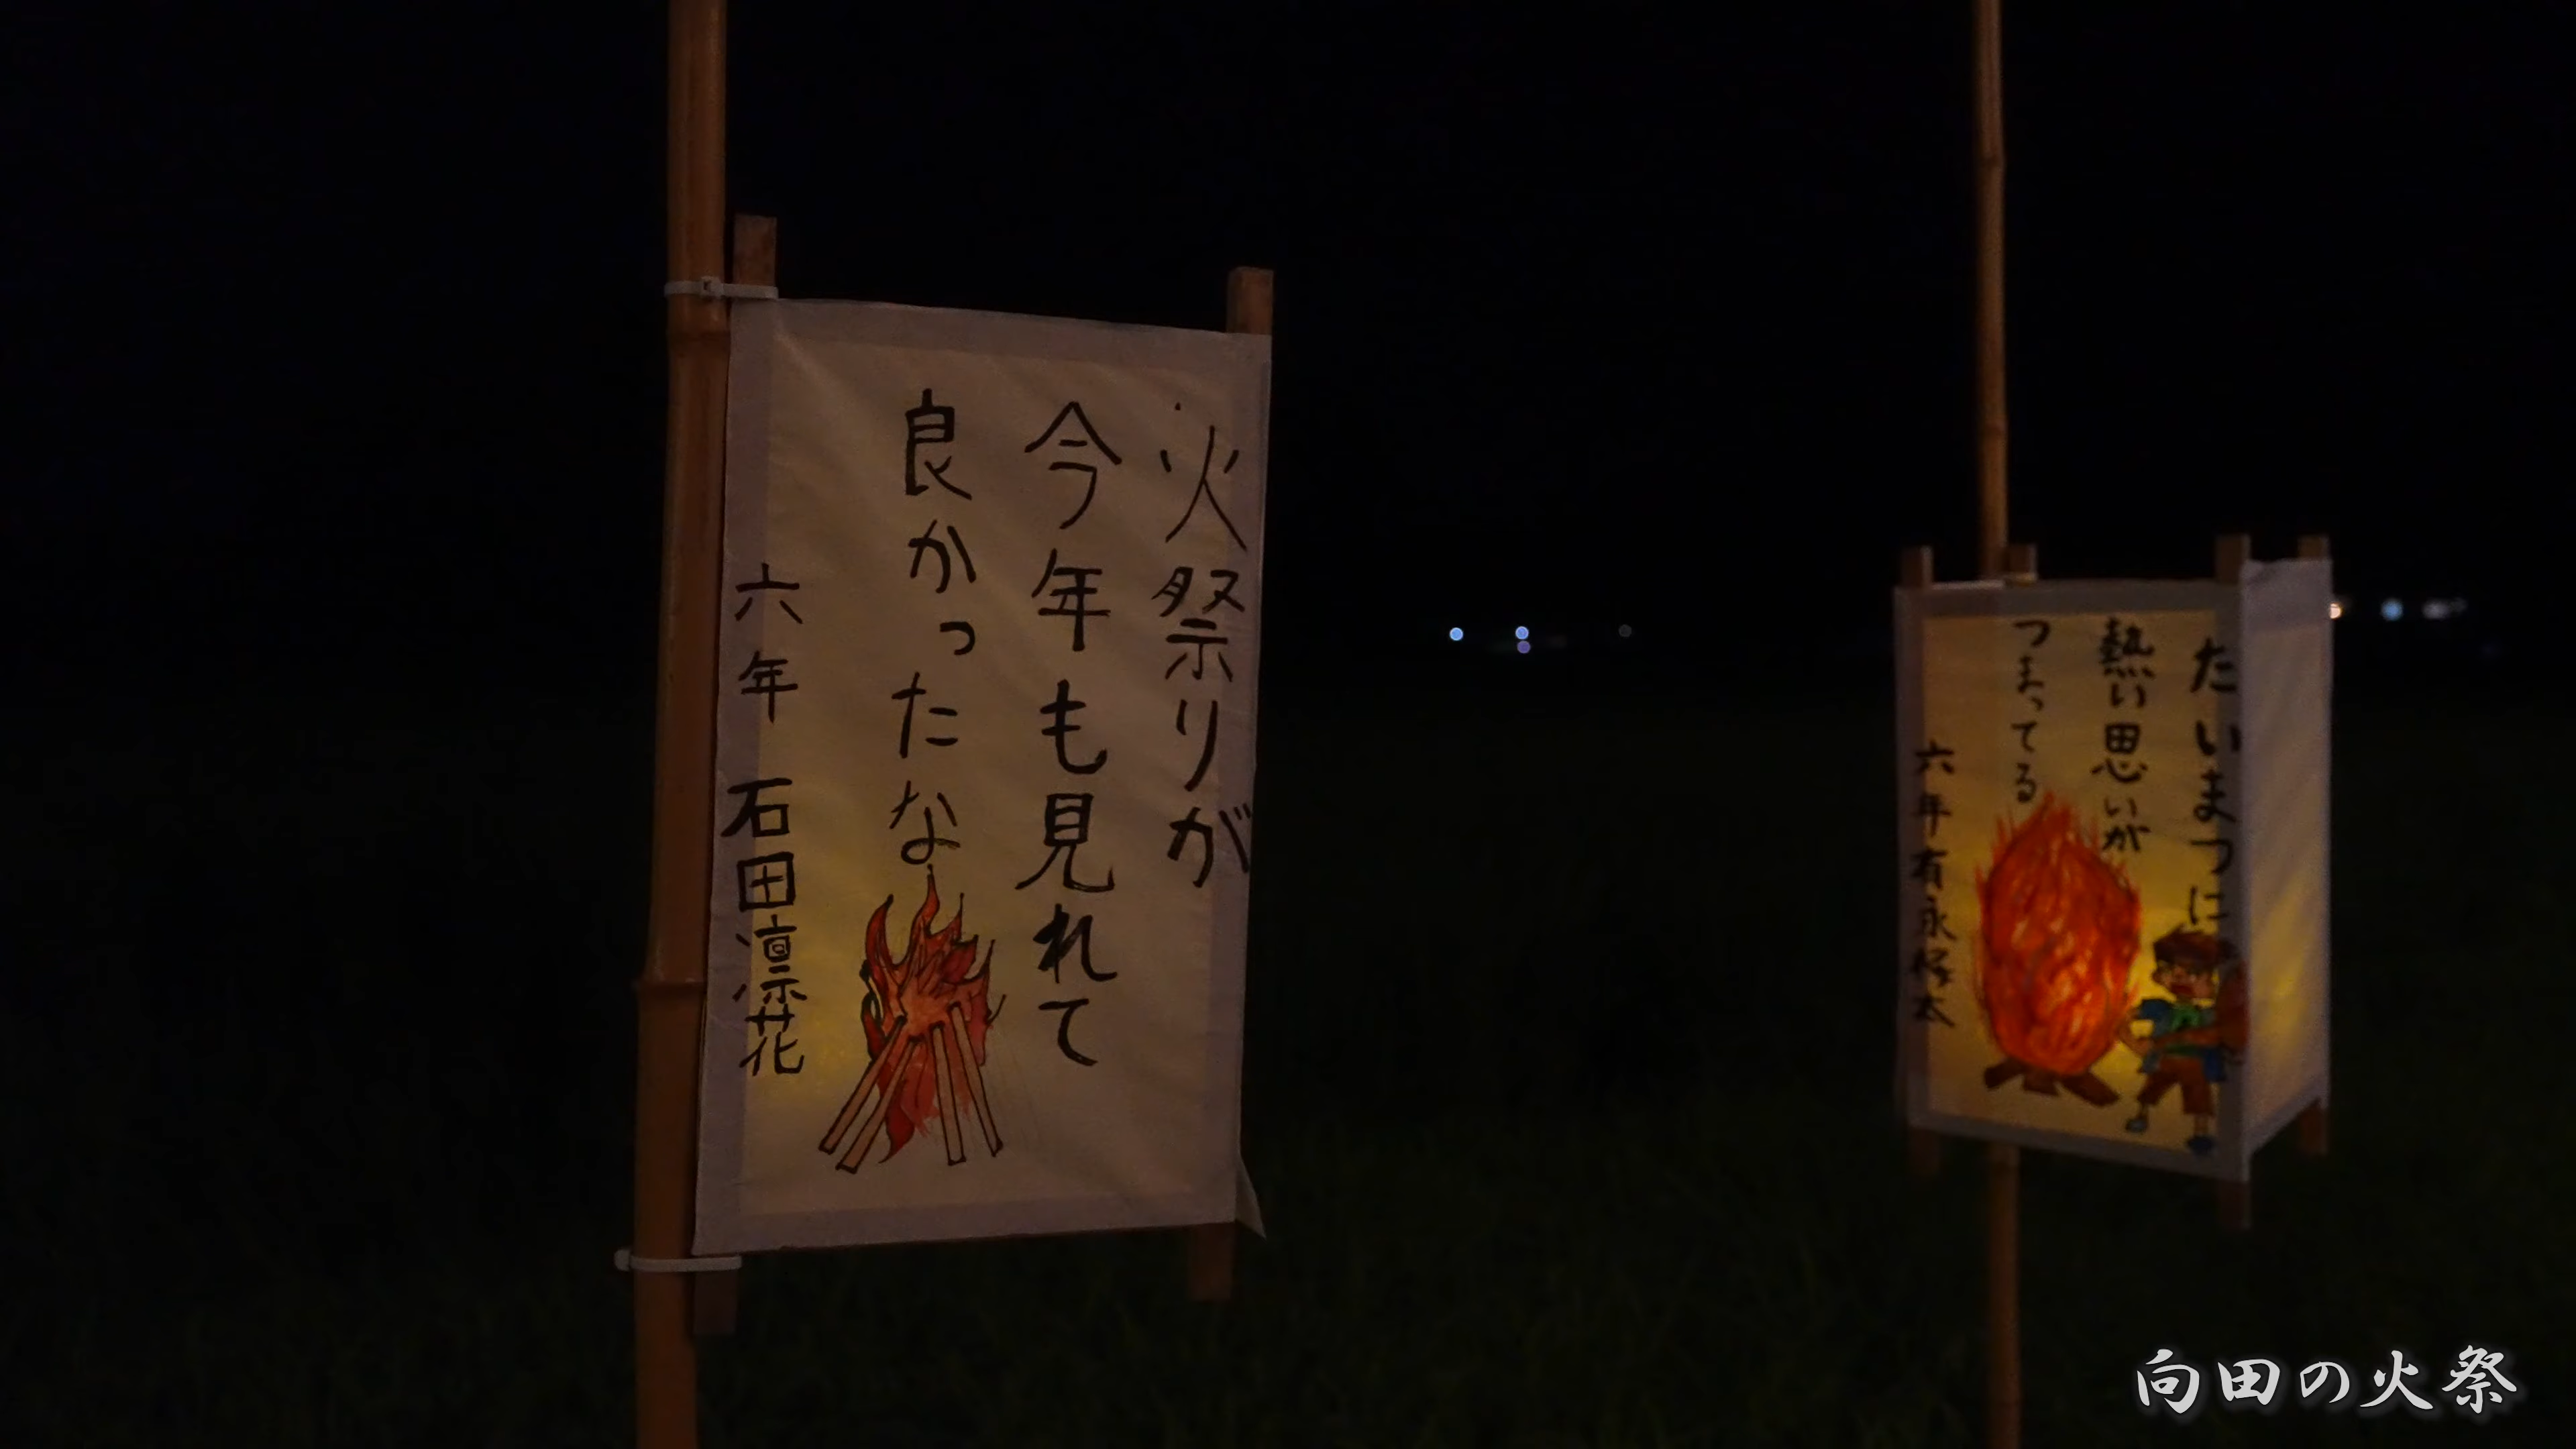 火祭りが
今年も見れて
良かったな
六年 石田凛花
たいまつに
熱い思いが
つまってる
六年 有永
向田の火祭